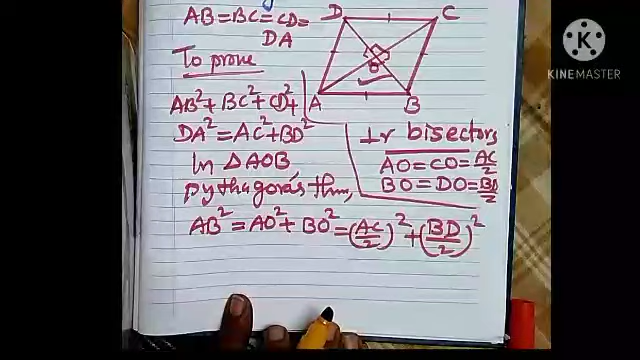 AB=BC=CD=
DA
D C
To prove
O
A B
AB²+BC²+CD²+
DA²=AC²+BD²
In △AOB,
pythagoras thm,
⊥r bisectors
AO=CO=AC/2
BO=DO=BD/2
AB²=AO²+BO²=(AC/2)²+(BD/2)²
KINEMASTER